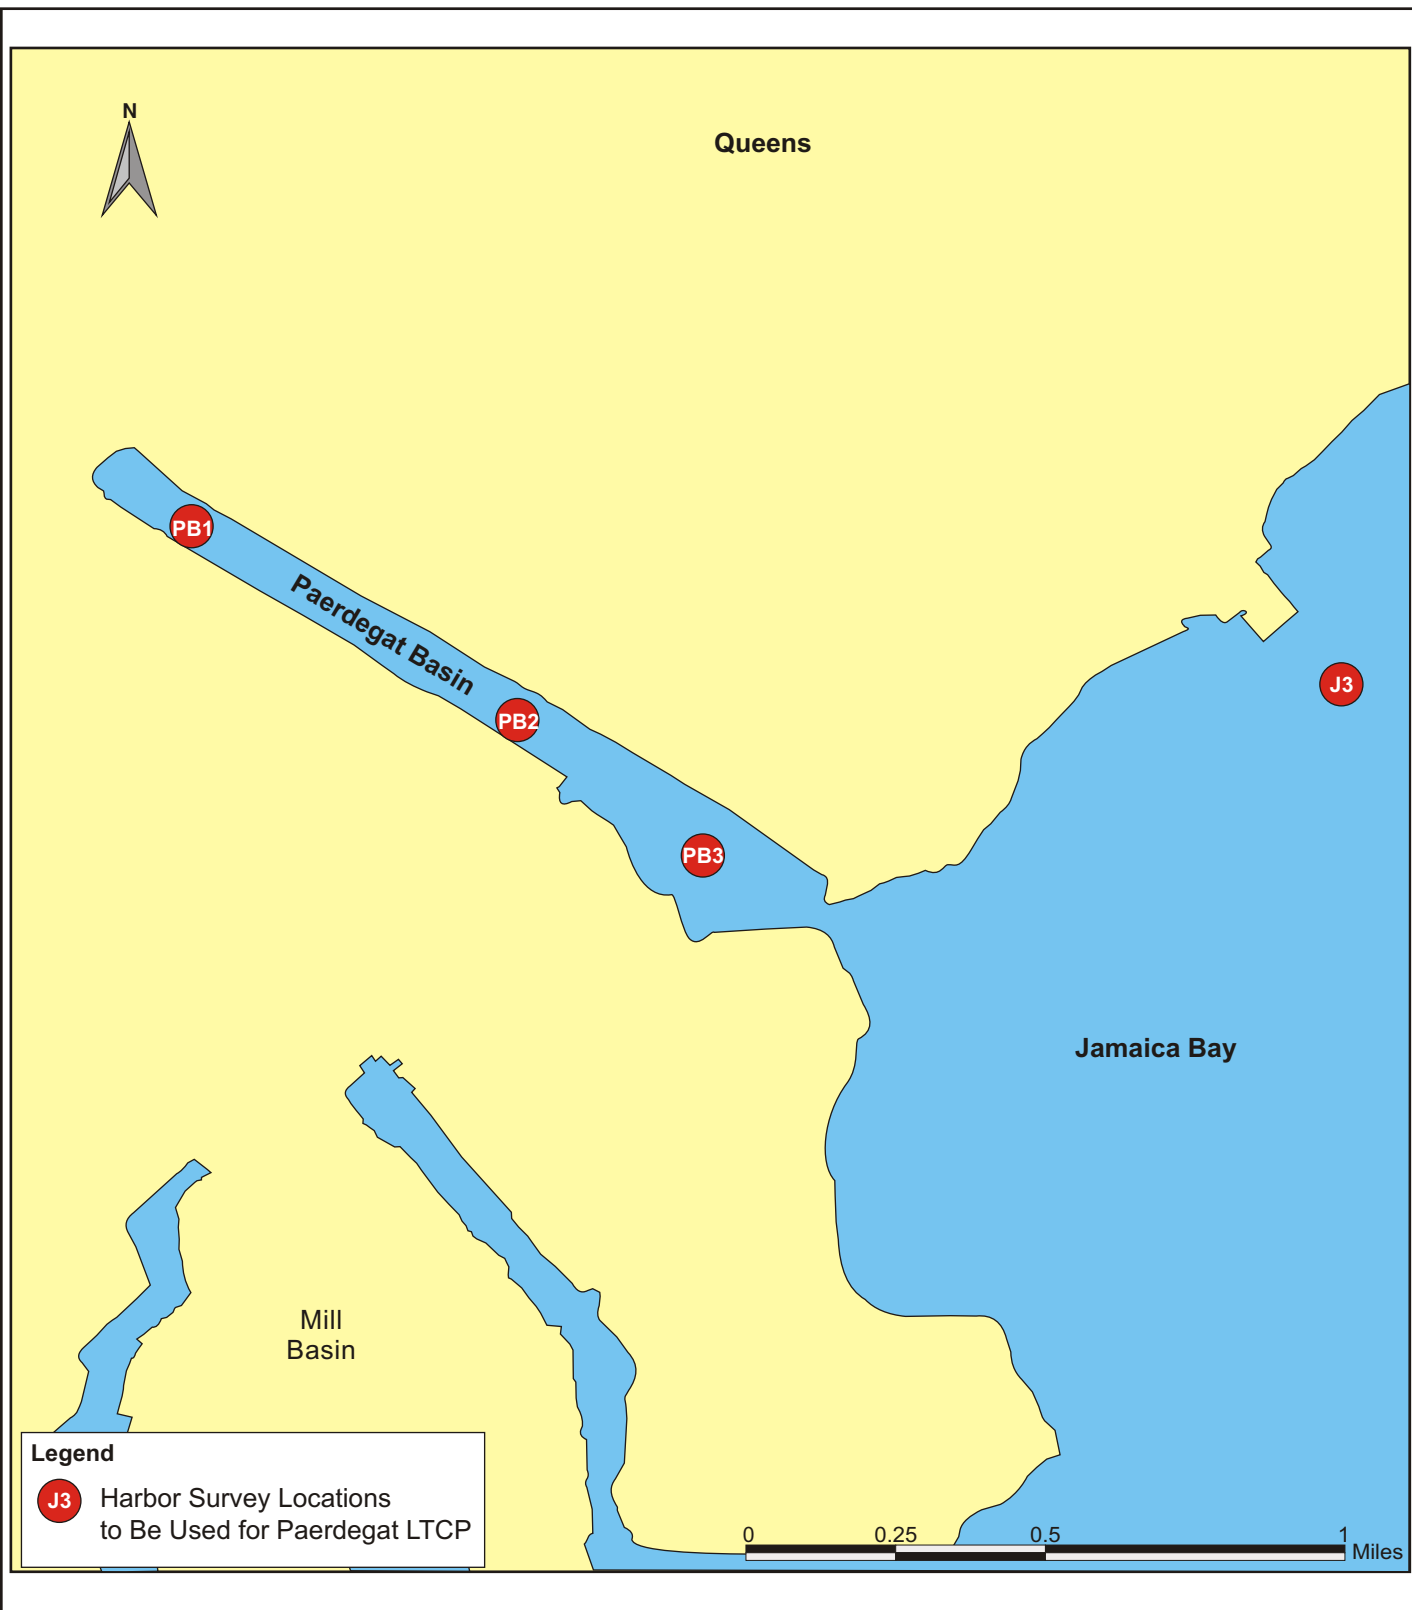 N
Queens
PB1
Paerdegat Basin
J3
PB2
PB3
Jamaica Bay
Mill
Basin
Legend
J3 Harbor Survey Locations
to Be Used for Paerdegat LTCP
0 0.25 0.5 1
Miles